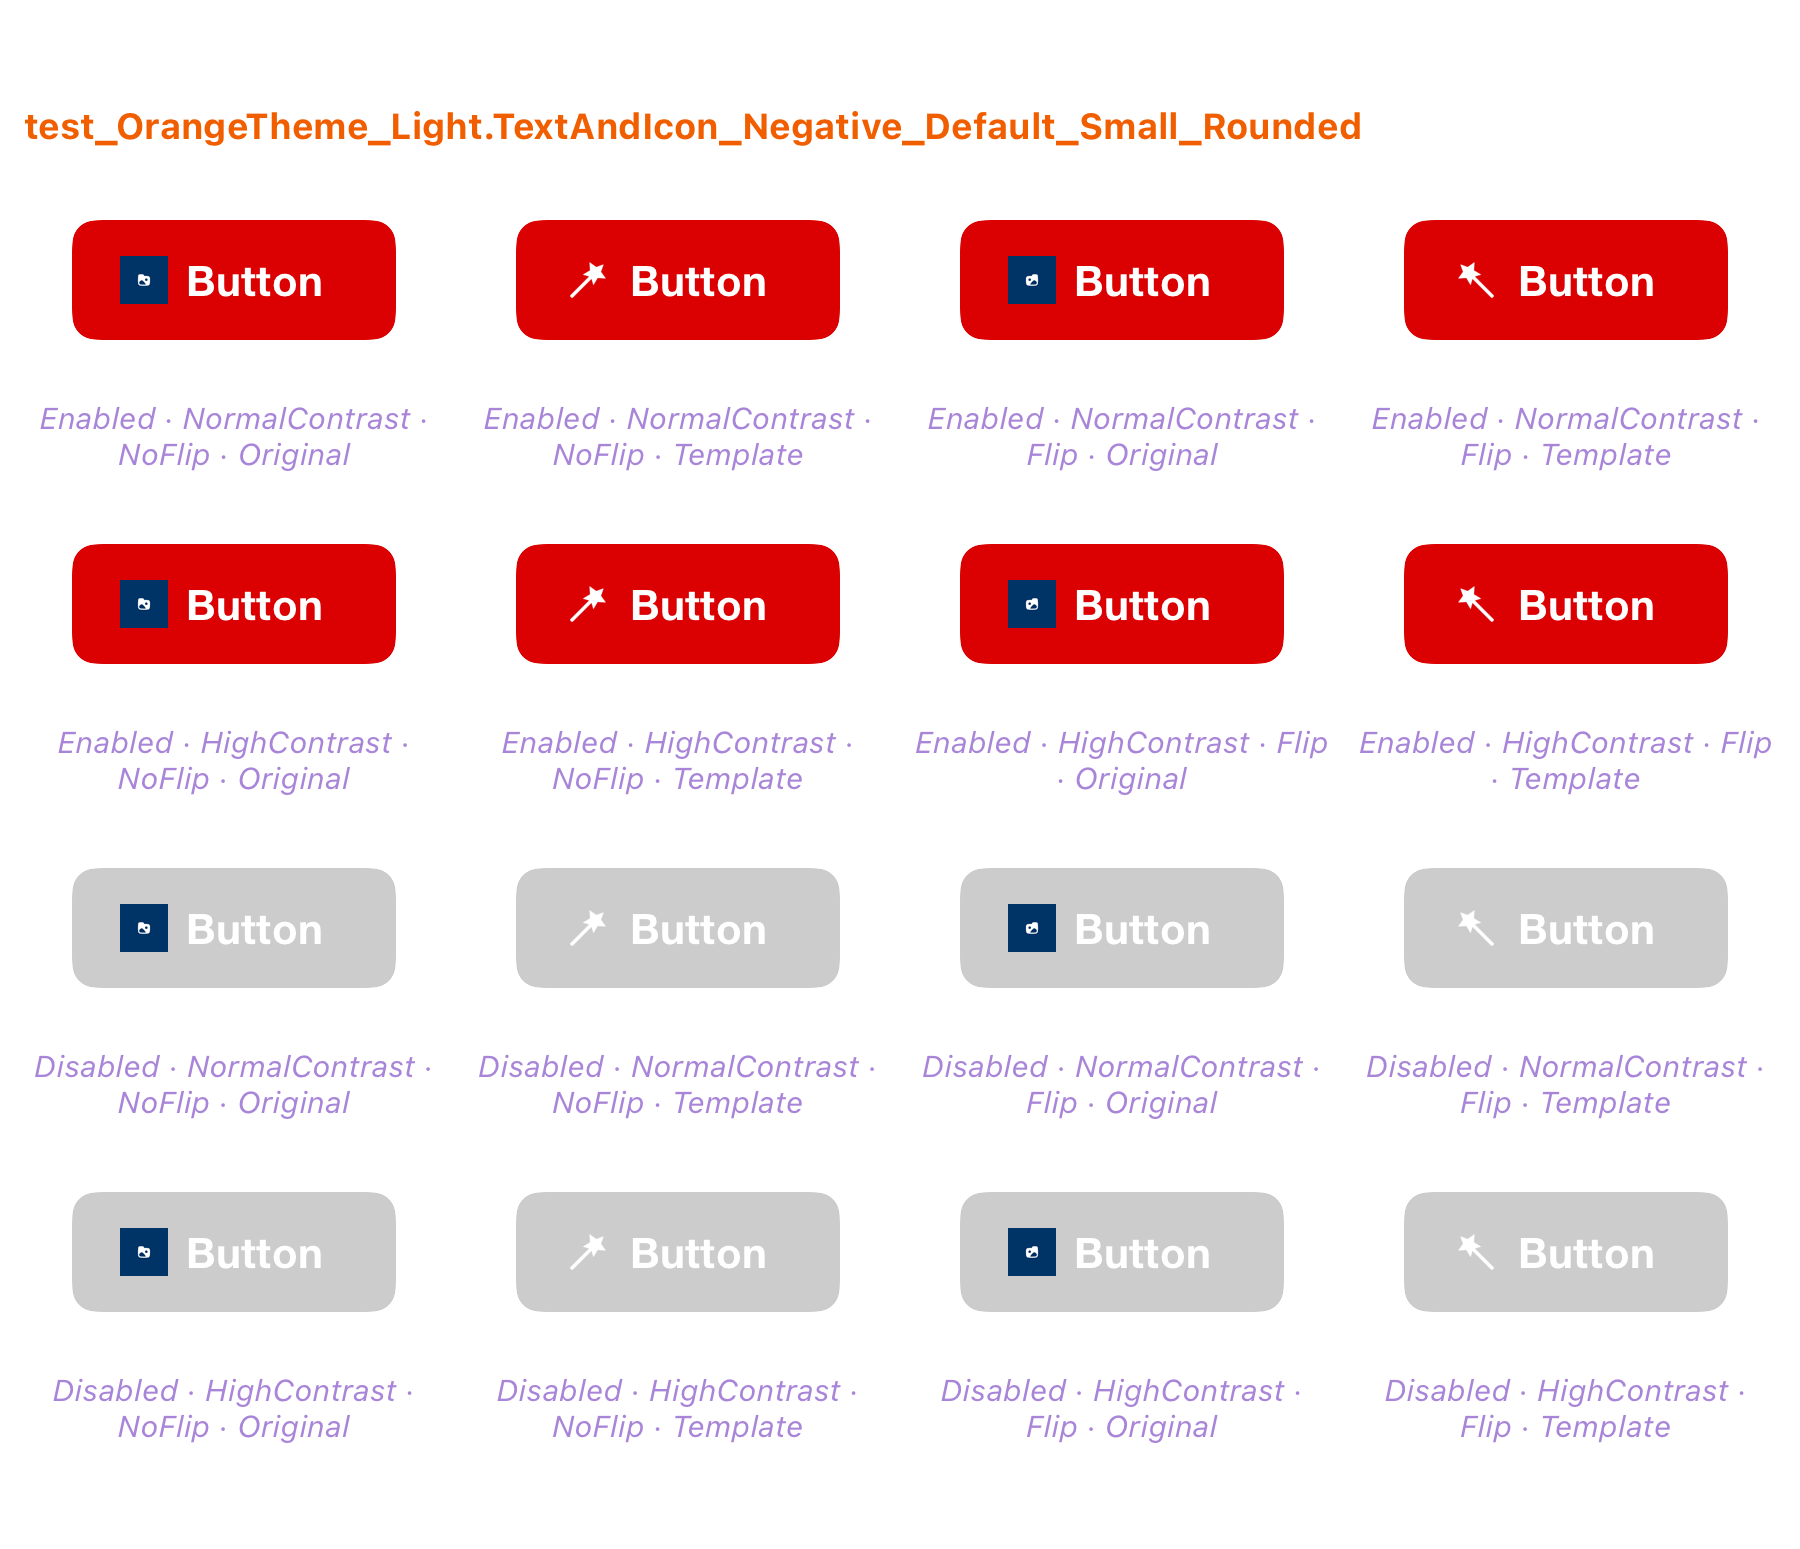 test_OrangeTheme_Light.TextAndIcon_Negative_Default_Small_Rounded
Button
Button
Button
Button
Enabled · NormalContrast ·
NoFlip · Original
Enabled · NormalContrast ·
NoFlip · Template
Enabled · NormalContrast ·
Flip · Original
Enabled · NormalContrast ·
Flip · Template
Button
Button
Button
Button
Enabled · HighContrast ·
NoFlip · Original
Enabled · HighContrast ·
NoFlip · Template
Enabled · HighContrast · Flip
· Original
Enabled · HighContrast · Flip
· Template
Button
Button
Button
Button
Disabled · NormalContrast ·
NoFlip · Original
Disabled · NormalContrast ·
NoFlip · Template
Disabled · NormalContrast ·
Flip · Original
Disabled · NormalContrast ·
Flip · Template
Button
Button
Button
Button
Disabled · HighContrast ·
NoFlip · Original
Disabled · HighContrast ·
NoFlip · Template
Disabled · HighContrast ·
Flip · Original
Disabled · HighContrast ·
Flip · Template